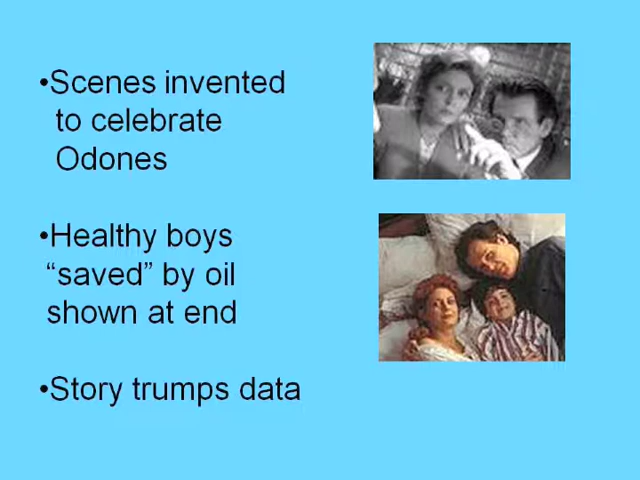 •Scenes invented
to celebrate
Odones
•Healthy boys
“saved” by oil
shown at end
•Story trumps data